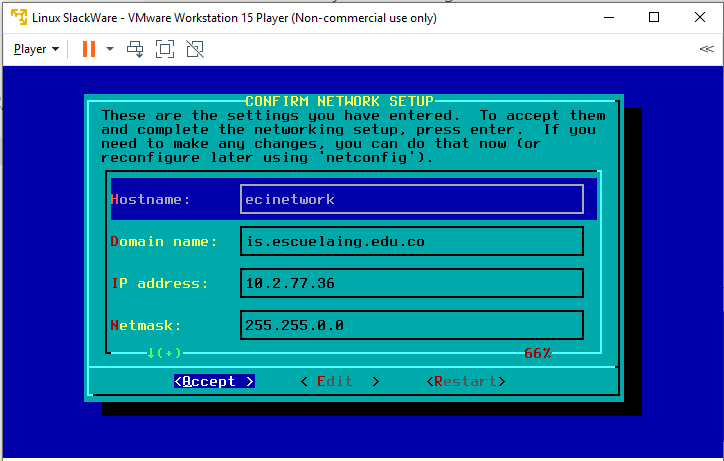 Linux SlackWare - VMware Workstation 15 Player (Non-commercial use only)
Player
CONFIRM NETWORK SETUP
These are the settings you have entered.  To accept them
and complete the networking setup, press enter.  If you
need to make any changes, you can do that now (or
reconfigure later using 'netconfig').
Hostname: ecinetwork
Domain name: is.escuelaing.edu.co
IP address: 10.2.77.36
Netmask: 255.255.0.0
↓(+) 66%
<Accept > < Edit > <Restart>